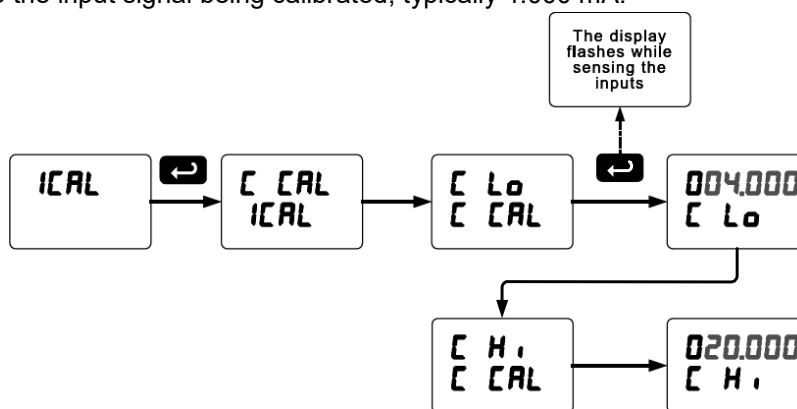 the input signal being calibrated, typically 4.000 mA.
The display
flashes while
sensing the
inputs
ICAL
C CAL
ICAL
C Lo
C CAL
004.000
C Lo
C Hi
C CAL
020.000
C Hi